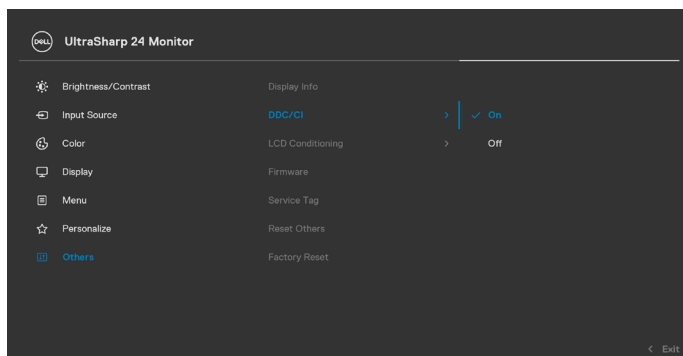 DELL UltraSharp 24 Monitor
Brightness/Contrast Display Info
Input Source DDC/CI > ✓ On
Color LCD Conditioning > Off
Display Firmware
Menu Service Tag
Personalize Reset Others
Others Factory Reset
< Exit